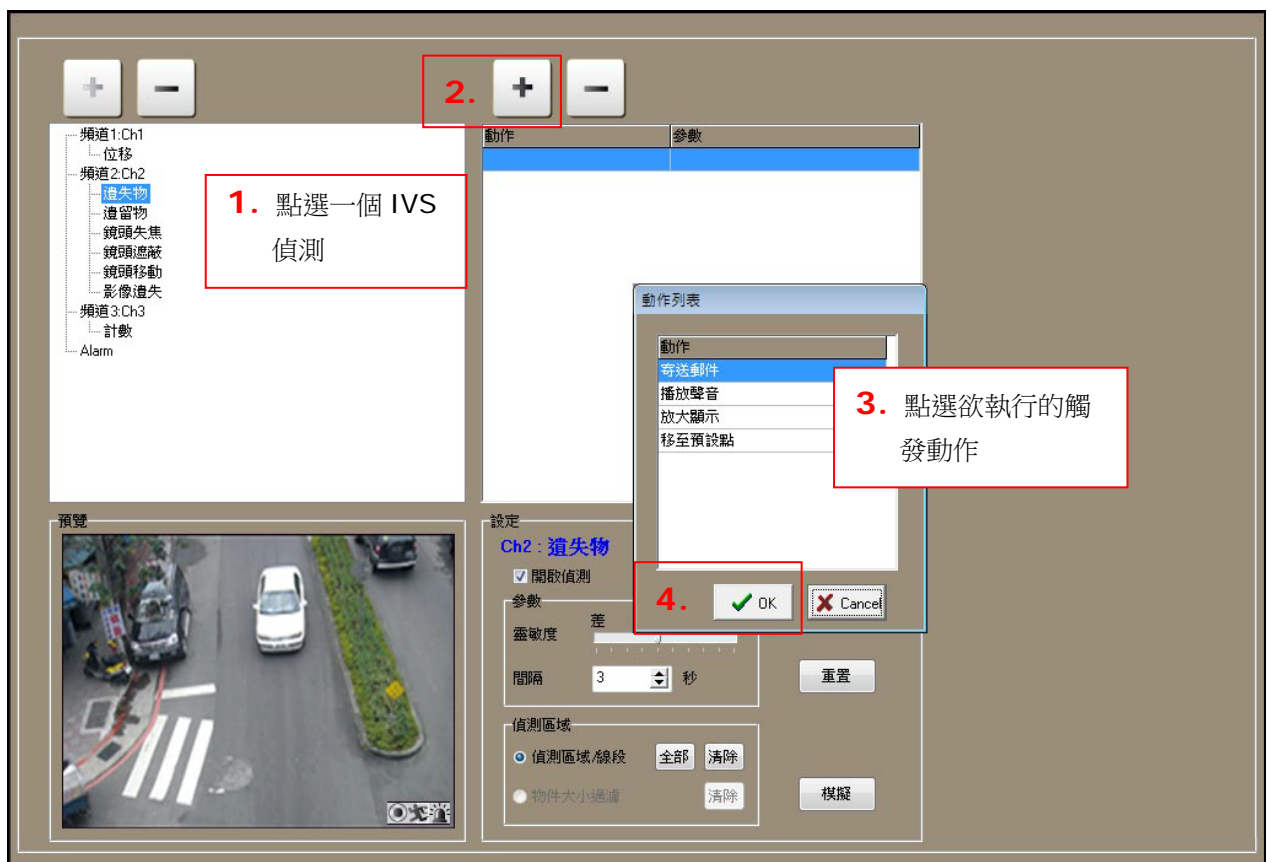 2.
動作 參數
頻道1:Ch1
位移
頻道2:Ch2
遺失物
遺留物
鏡頭失焦
鏡頭遮蔽
鏡頭移動
影像遺失
頻道3:Ch3
計數
Alarm
1. 點選一個 IVS
偵測
動作列表
動作
寄送郵件
播放聲音
放大顯示
移至預設點
3. 點選欲執行的觸
發動作
4. OK Cancel
預覽
設定
Ch2 : 遺失物
開啟偵測
參數
靈敏度 差
間隔 3 秒
重置
偵測區域
偵測區域/線段 全部 清除
物件大小過濾 清除
模擬